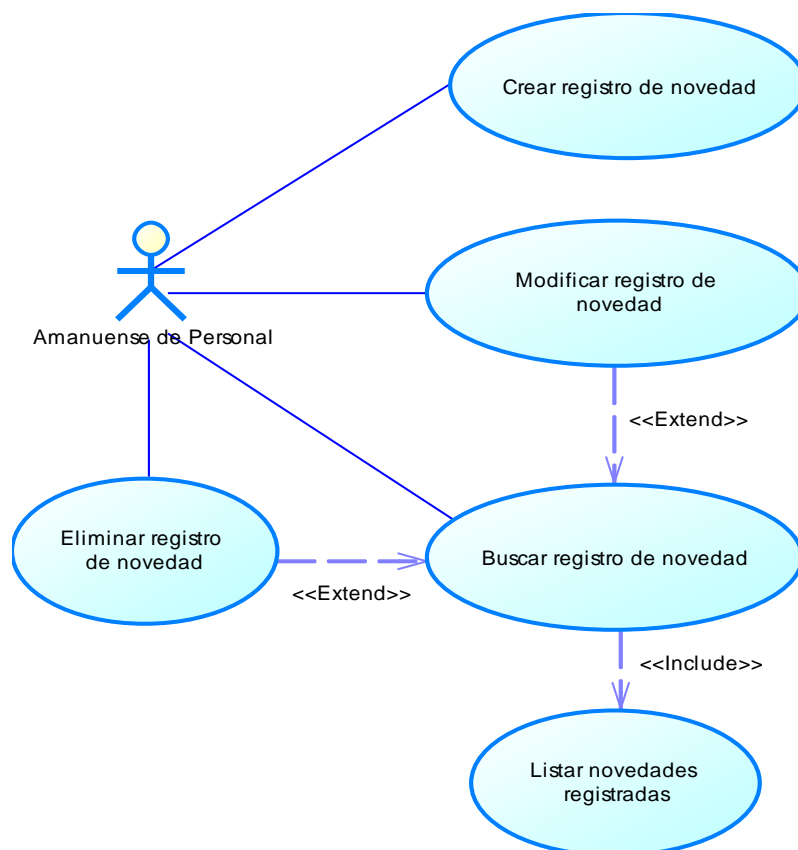 Crear registro de novedad
Modificar registro de
novedad
Amanuense de Personal
<<Extend>>
Eliminar registro
de novedad
Buscar registro de novedad
<<Extend>>
<<Include>>
Listar novedades
registradas